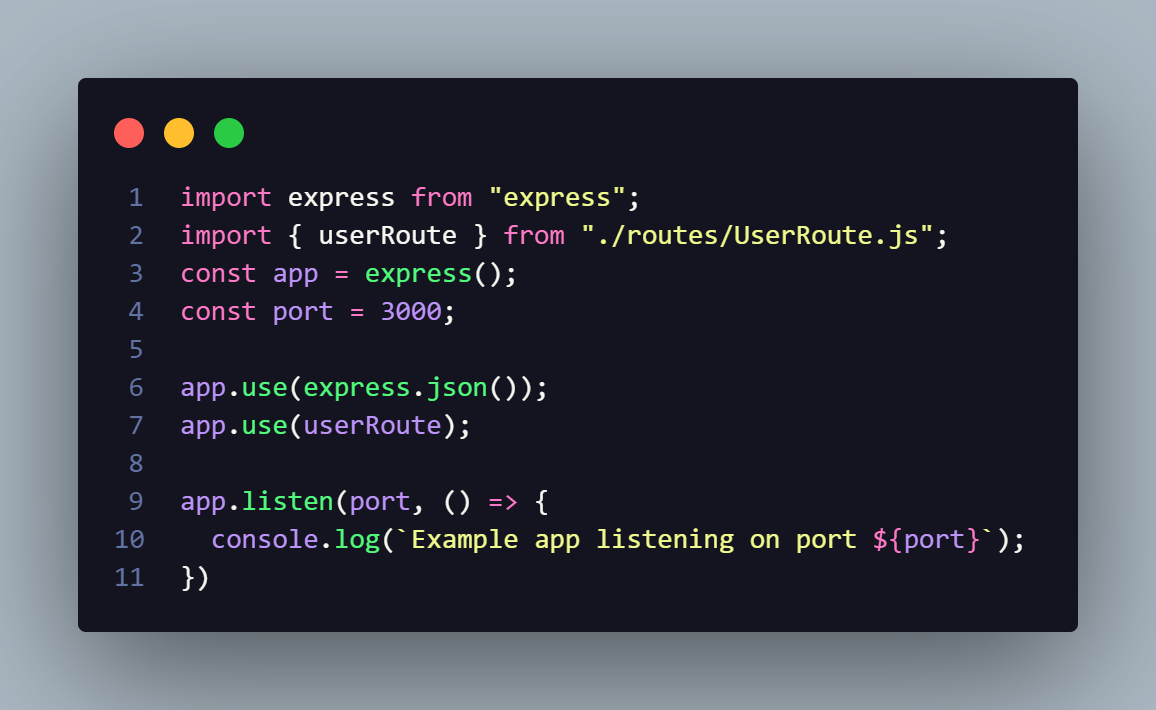 1 import express from "express";
2 import { userRoute } from "./routes/UserRoute.js";
3 const app = express();
4 const port = 3000;
5
6 app.use(express.json());
7 app.use(userRoute);
8
9 app.listen(port, () => {
10   console.log(`Example app listening on port ${port}`);
11 })